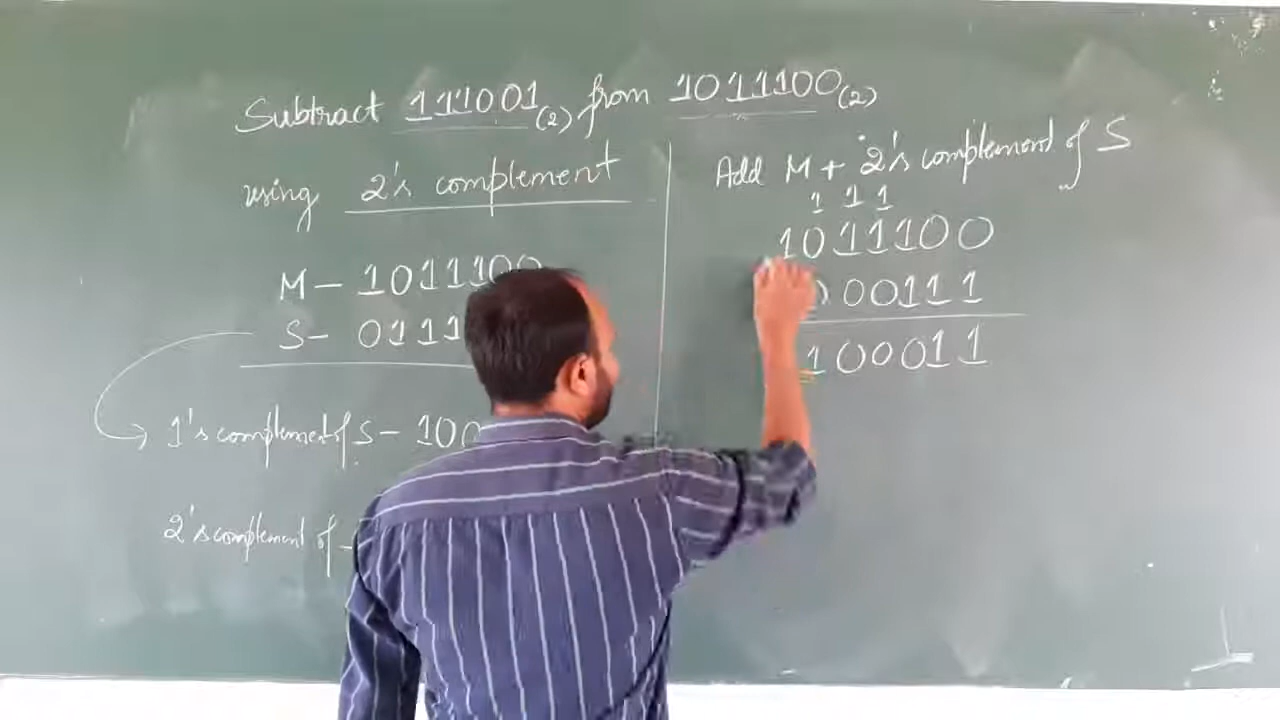 Subtract 111001(2) from 1011100(2)
using 2's complement
M - 1011100
S - 0111
1's complement of S - 100
2's complement of
Add M + 2's complement of S
1 1 1
1011100
000111
100011